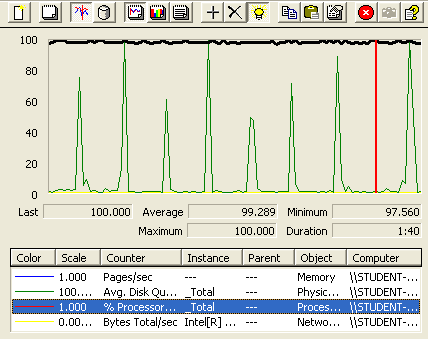 100
80
60
40
20
0
Last 100.000 Average 99.289 Minimum 97.560
Maximum 100.000 Duration 1:40
Color Scale Counter Instance Parent Object Computer
1.000 Pages/sec --- --- Memory \\STUDENT-...
100.... Avg. Disk Qu... _Total --- Physic... \\STUDENT-...
1.000 % Processor... _Total --- Proces... \\STUDENT-...
0.00... Bytes Total/sec Intel[R] ... --- Netwo... \\STUDENT-...